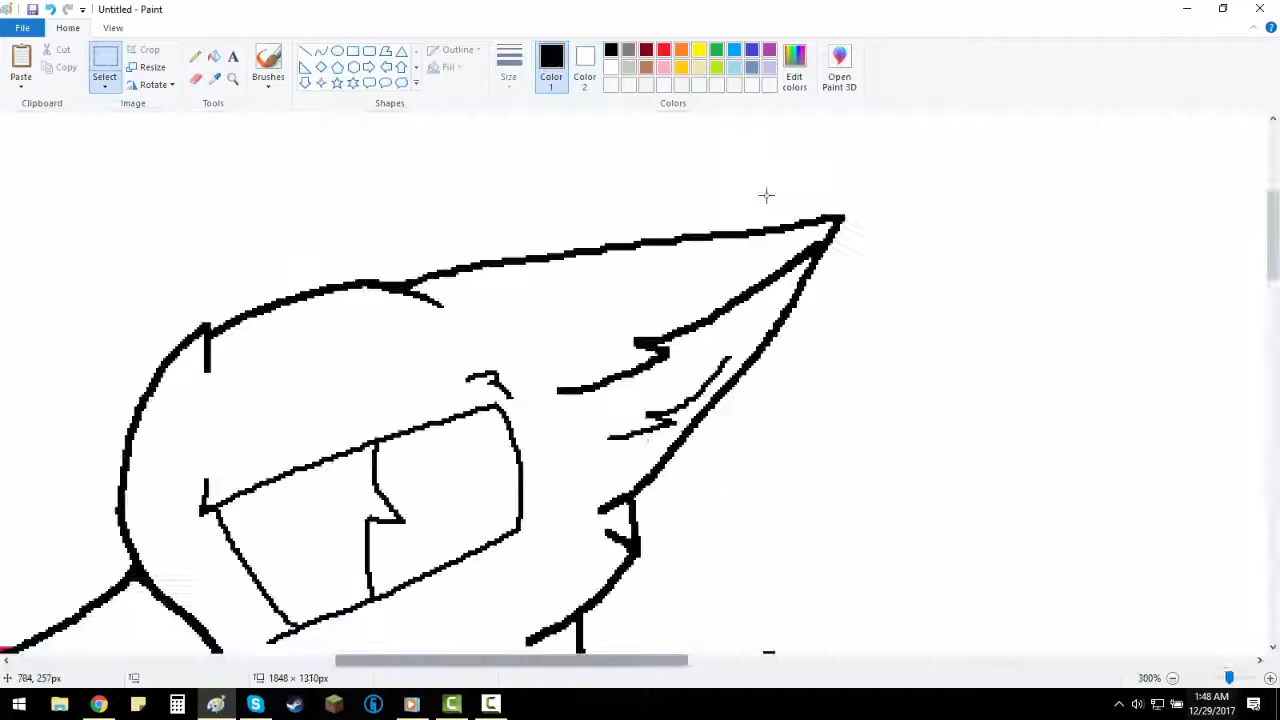 Untitled - Paint
File Home View
Paste
Cut
Copy
Clipboard
Select
Crop
Resize
Rotate
Image
Tools
Brushes
Outline
Fill
Shapes
Size
Color 1
Color 2
Colors
Edit colors
Open Paint 3D
784, 257px
1848 × 1310px
300%
1:48 AM
12/29/2017